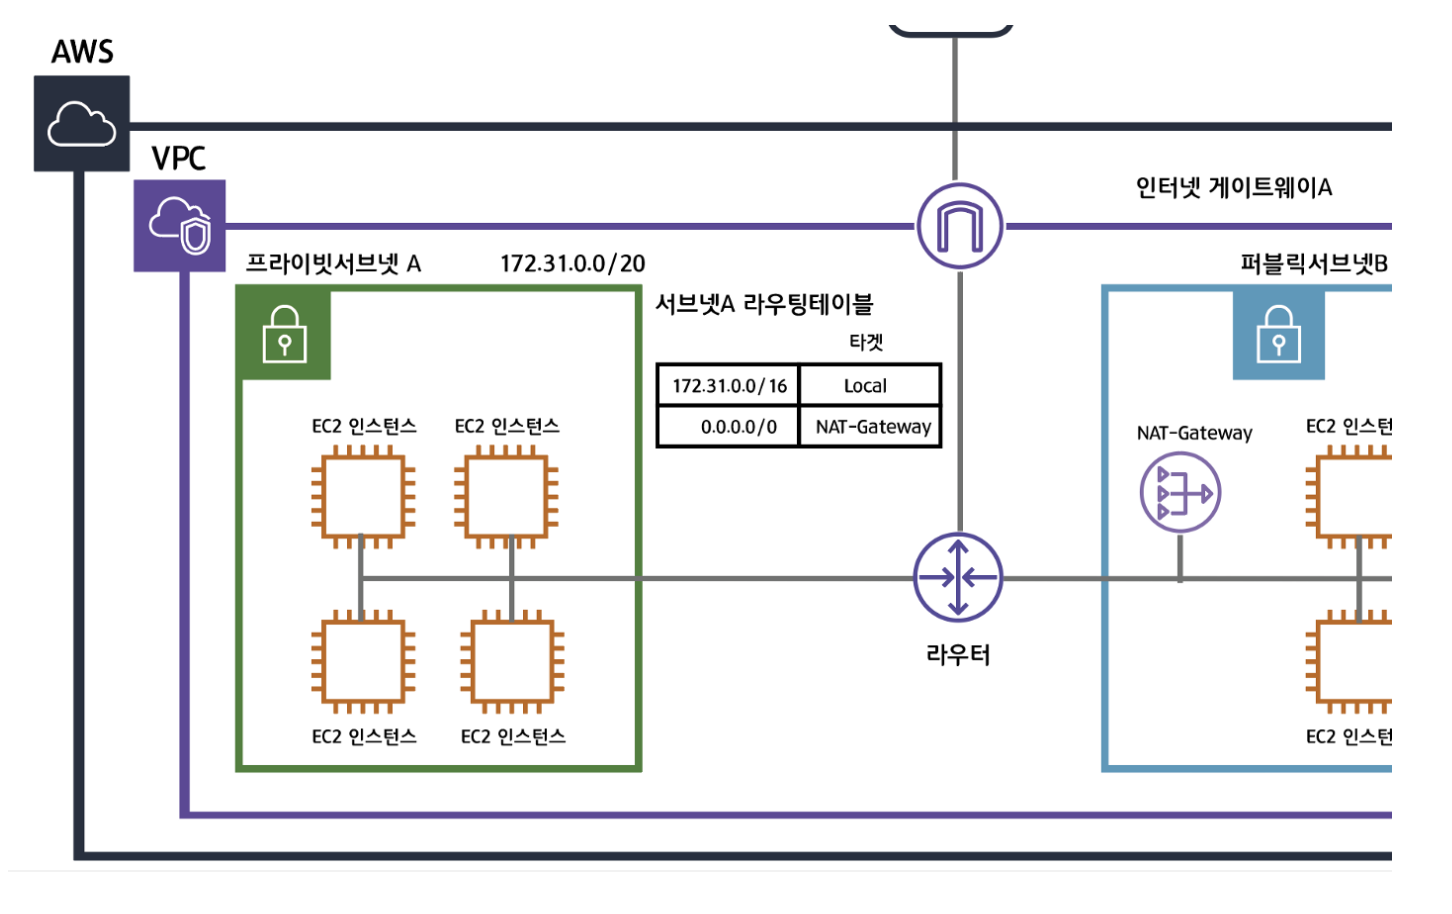 AWS
VPC
인터넷 게이트웨이A
프라이빗서브넷 A 172.31.0.0/20
퍼블릭서브넷B
서브넷A 라우팅테이블
타겟
172.31.0.0/16 Local
0.0.0.0/0 NAT-Gateway
EC2 인스턴스 EC2 인스턴스
NAT-Gateway
EC2 인스턴
라우터
EC2 인스턴스 EC2 인스턴스
EC2 인스턴